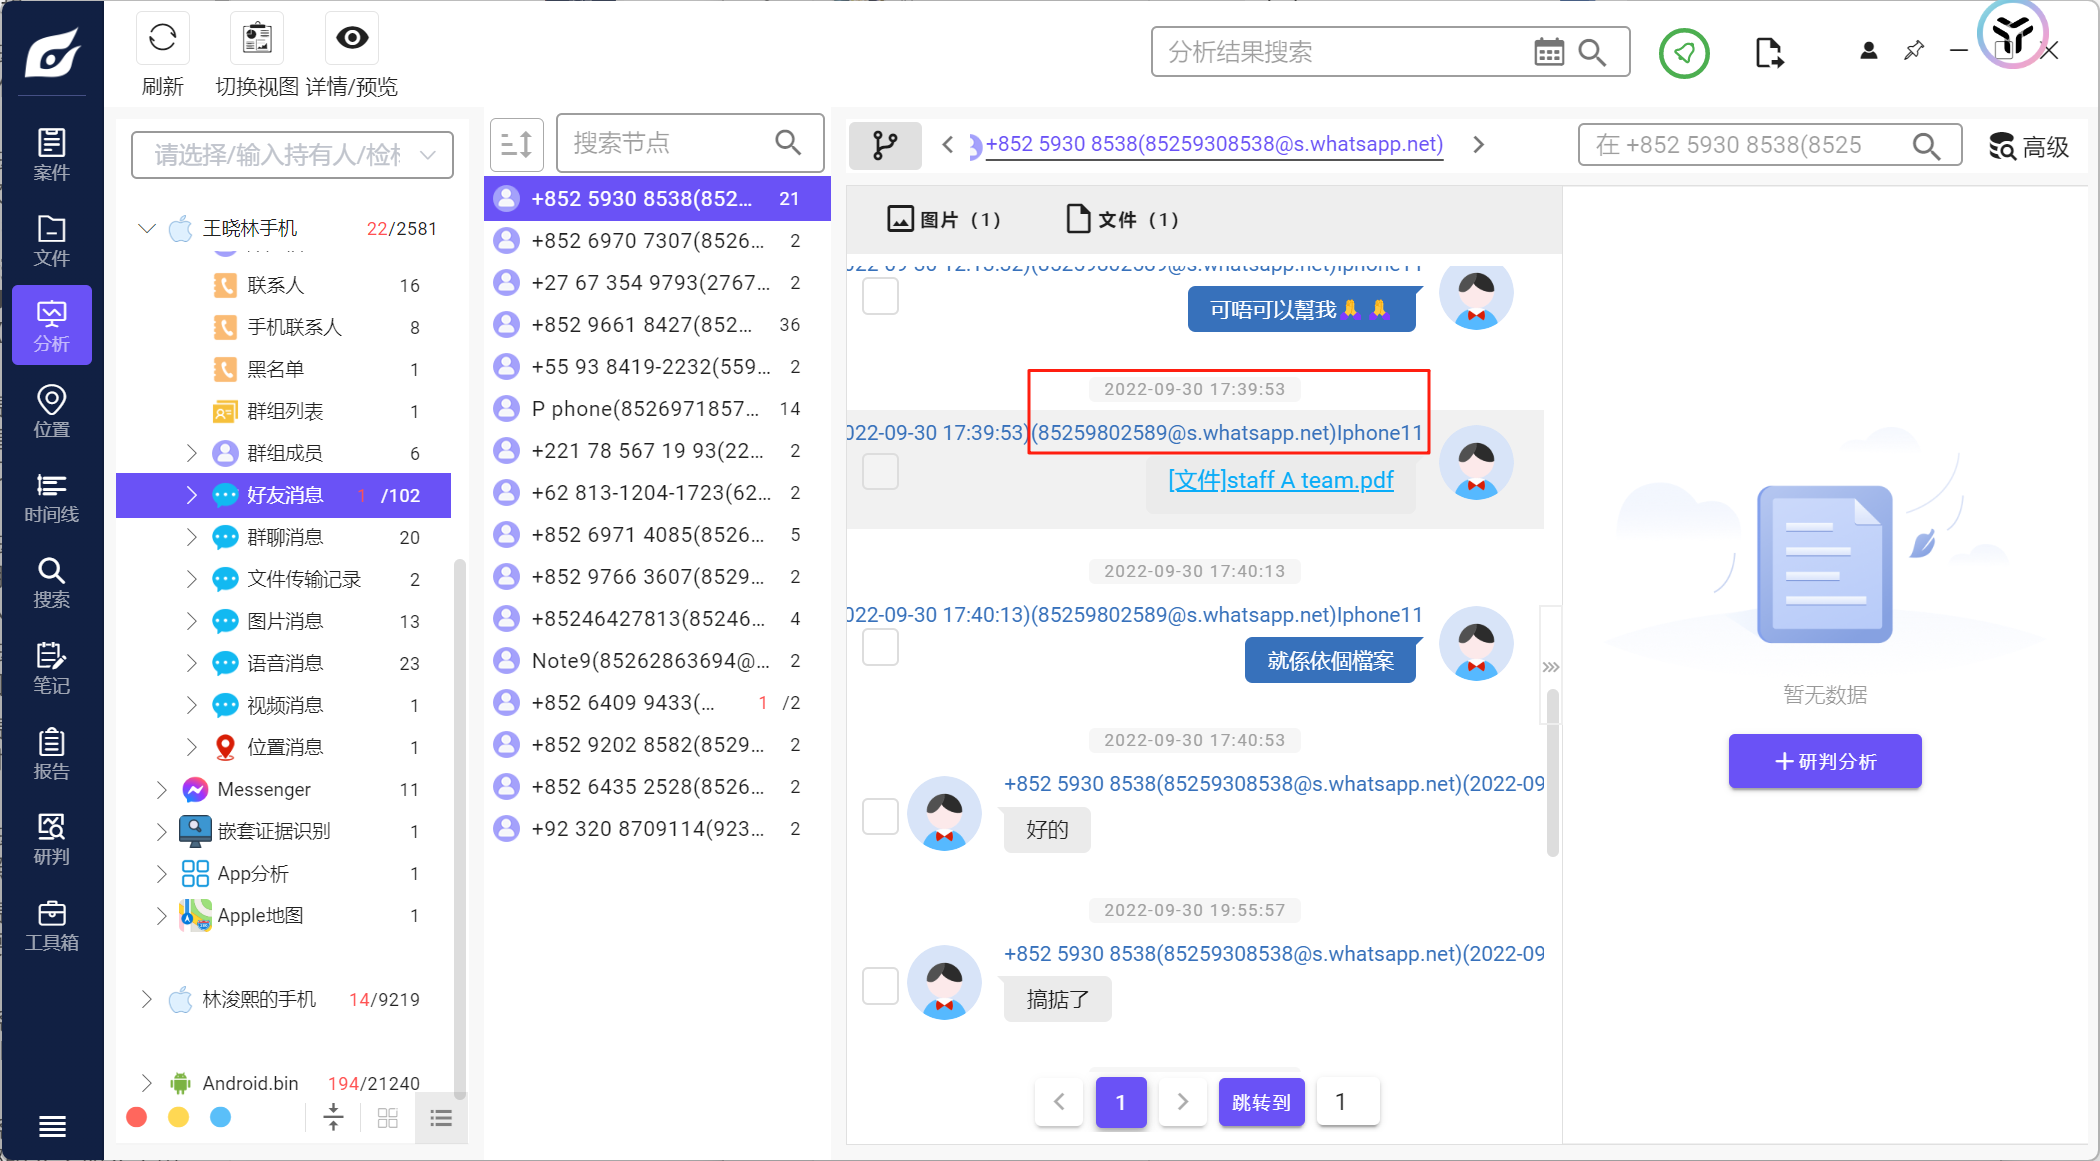 刷新
切换视图
详情/预览
分析结果搜索
案件
文件
分析
位置
时间线
搜索
笔记
报告
研判
工具箱
请选择/输入持有人/检
王晓林手机 22/2581
联系人 16
手机联系人 8
黑名单 1
群组列表 1
群组成员 6
好友消息 1 /102
群聊消息 20
文件传输记录 2
图片消息 13
语音消息 23
视频消息 1
位置消息 1
Messenger 11
嵌套证据识别 1
App分析 1
Apple地图 1
林浚熙的手机 14/9219
Android.bin 194/21240
搜索节点
+852 5930 8538(852... 21
+852 6970 7307(8526... 2
+27 67 354 9793(2767... 2
+852 9661 8427(852... 36
+55 93 8419-2232(559... 2
P phone(8526971857... 14
+221 78 567 19 93(22... 2
+62 813-1204-1723(62... 2
+852 6971 4085(8526... 5
+852 9766 3607(8529... 2
+85246427813(85246... 4
Note9(85262863694@... 2
+852 6409 9433(... 1 /2
+852 9202 8582(8529... 2
+852 6435 2528(8526... 2
+92 320 8709114(923... 2
+852 5930 8538(85259308538@s.whatsapp.net)
在 +852 5930 8538(8525
高级
图片（1）
文件（1）
022-09-30 12:13:52)(85259802589@s.whatsapp.net)Iphone11
可唔可以幫我🙏🙏
2022-09-30 17:39:53
022-09-30 17:39:53)(85259802589@s.whatsapp.net)Iphone11
[文件]staff A team.pdf
2022-09-30 17:40:13
022-09-30 17:40:13)(85259802589@s.whatsapp.net)Iphone11
就係依個檔案
2022-09-30 17:40:53
+852 5930 8538(85259308538@s.whatsapp.net)(2022-09
好的
2022-09-30 19:55:57
+852 5930 8538(85259308538@s.whatsapp.net)(2022-09
搞掂了
1
跳转到
1
暂无数据
研判分析